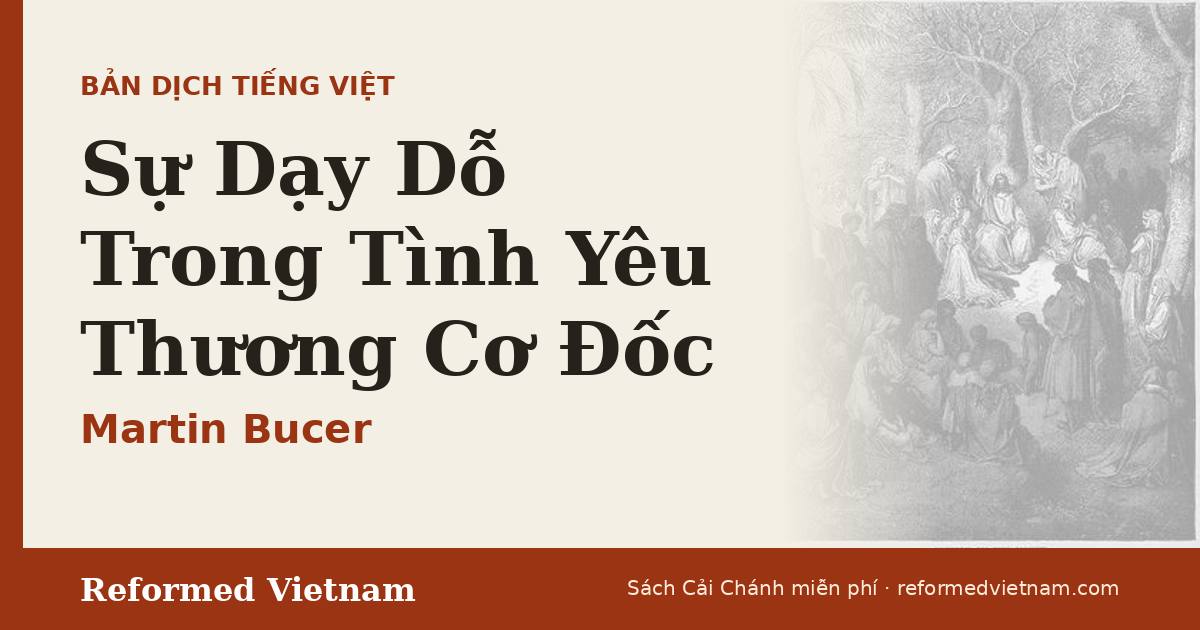 BẢN DỊCH TIẾNG VIỆT
Sự Dạy Dỗ
Trong Tình Yêu
Thương Cơ Đốc
Martin Bucer
Reformed Vietnam
Sách Cải Chánh miễn phí · reformedvietnam.com